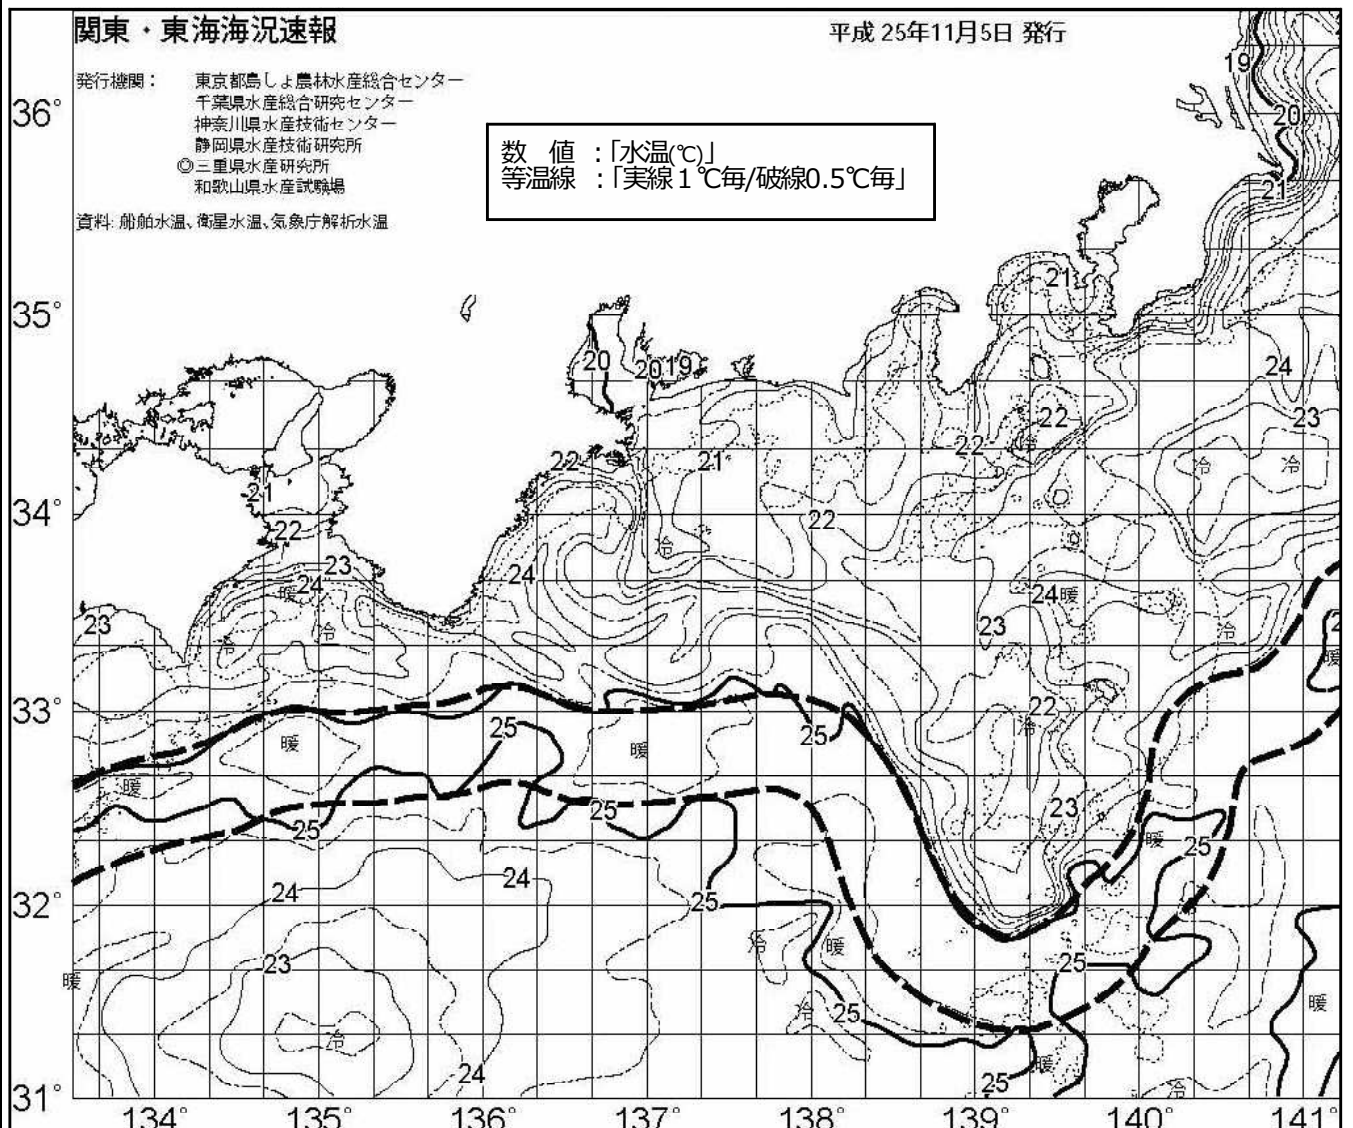 関東・東海海況速報
平成 25年11月5日 発行
発行機関： 東京都島しょ農林水産総合センター
千葉県水産総合研究センター
神奈川県水産技術センター
静岡県水産技術研究所
◎三重県水産研究所
和歌山県水産試験場
資料: 船舶水温、衛星水温、気象庁解析水温
数 値 ：「水温(℃)」
等温線 ：「実線１℃毎/破線0.5℃毎」
19
36°
20
21
21
35°
20
20 19
24
23
22
22
冷
22
21
冷
冷
21
34°
22
22
冷
23
24
24
暖
24
暖
23
冷
冷
23
冷
暖
33°
22
25
冷
25
暖
暖
暖
23
25
25
暖
25
24
24
32°
25
冷
暖
23
25
暖
冷
25
暖
冷
暖
24
25
冷
31°
134° 135° 136° 137° 138° 139° 140° 141°